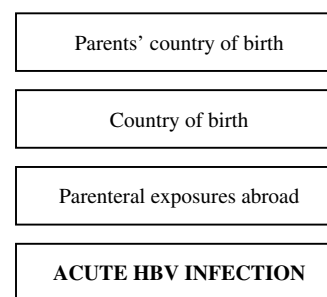 Parents’ country of birth
Country of birth
Parenteral exposures abroad
ACUTE HBV INFECTION